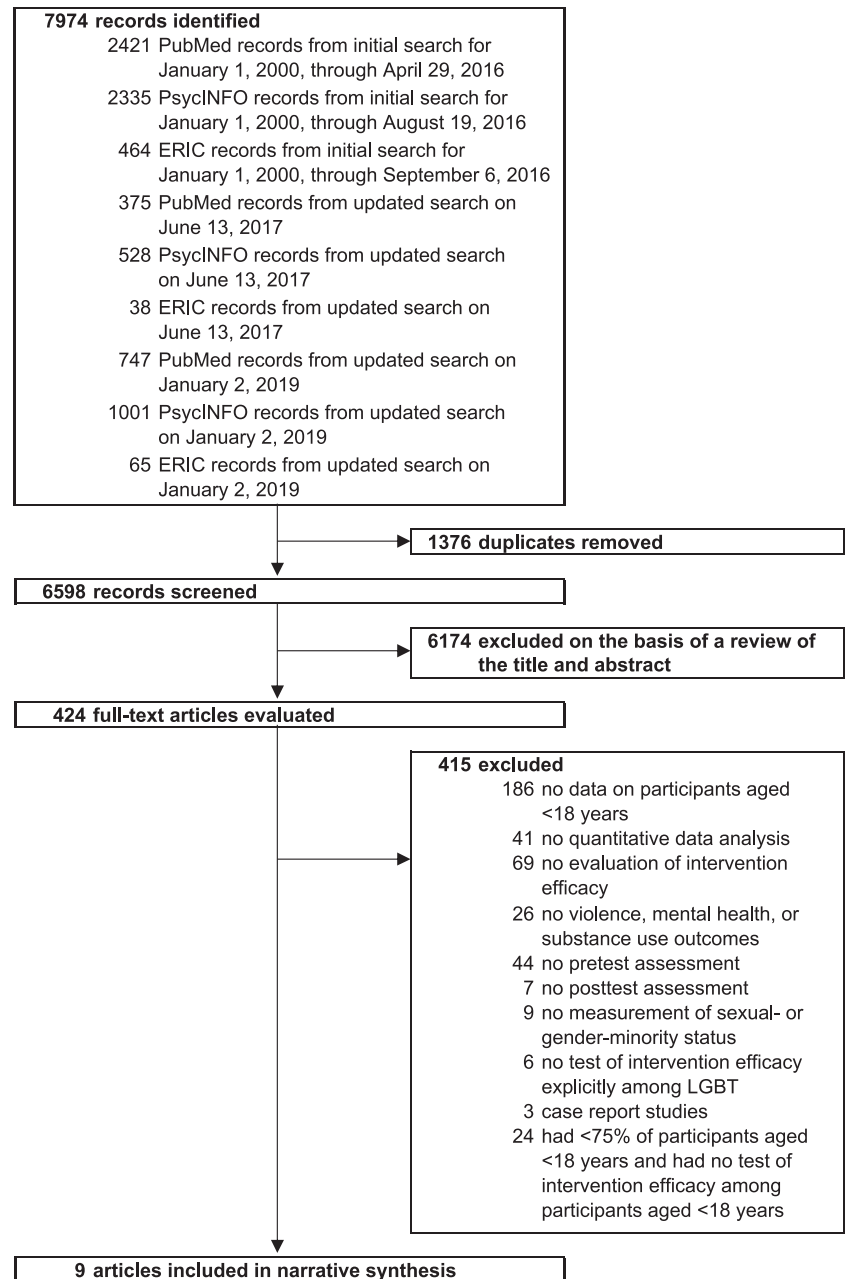 7974 records identified
2421 PubMed records from initial search for
January 1, 2000, through April 29, 2016
2335 PsycINFO records from initial search for
January 1, 2000, through August 19, 2016
464 ERIC records from initial search for
January 1, 2000, through September 6, 2016
375 PubMed records from updated search on
June 13, 2017
528 PsycINFO records from updated search
on June 13, 2017
38 ERIC records from updated search on
June 13, 2017
747 PubMed records from updated search on
January 2, 2019
1001 PsycINFO records from updated search
on January 2, 2019
65 ERIC records from updated search on
January 2, 2019
1376 duplicates removed
6598 records screened
6174 excluded on the basis of a review of
the title and abstract
424 full-text articles evaluated
415 excluded
186 no data on participants aged
<18 years
41 no quantitative data analysis
69 no evaluation of intervention
efficacy
26 no violence, mental health, or
substance use outcomes
44 no pretest assessment
7 no posttest assessment
9 no measurement of sexual- or
gender-minority status
6 no test of intervention efficacy
explicitly among LGBT
3 case report studies
24 had <75% of participants aged
<18 years and had no test of
intervention efficacy among
participants aged <18 years
9 articles included in narrative synthesis